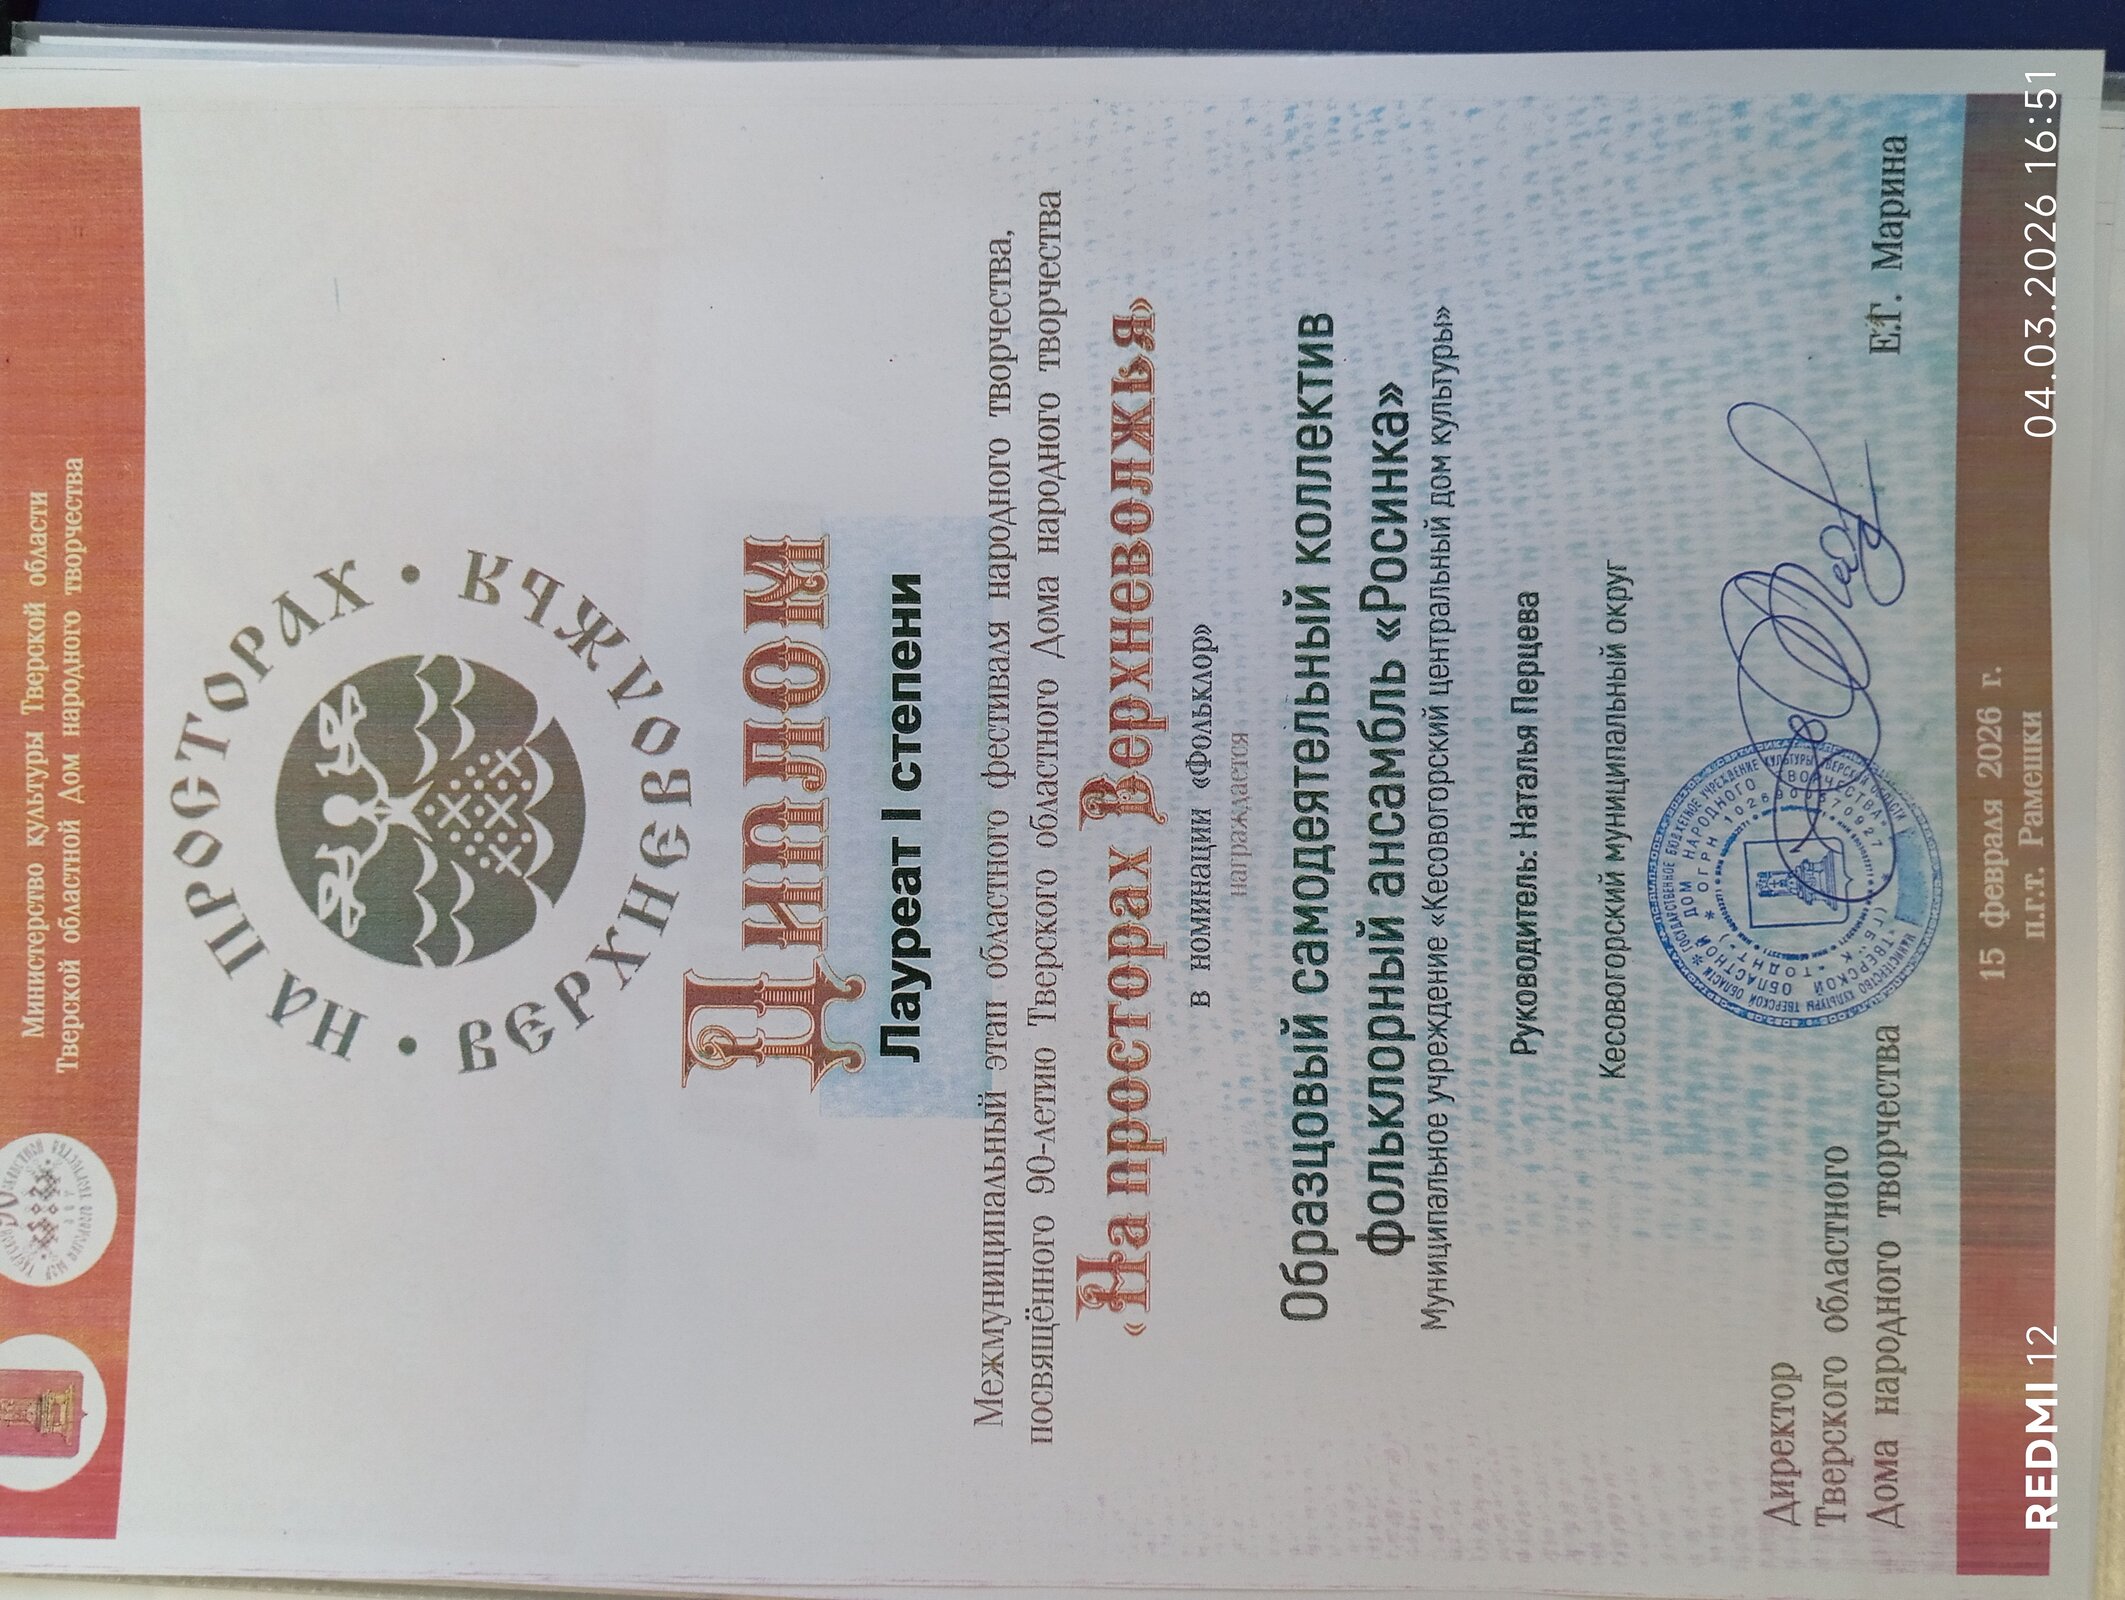 Министерство культуры Тверской области
Тверской областной Дом народного творчества
НА ПРОСТОРАХ • ВЕРХНЕВОЛЖЬЯ •
Диплом
Лауреат I степени
Межмуниципальный этап областного фестиваля народного творчества,
посвящённого 90-летию Тверского областного Дома народного творчества
«На просторах Верхневолжья»
в номинации «Фольклор»
награждается
Образцовый самодеятельный коллектив
фольклорный ансамбль «Росинка»
Муниципальное учреждение «Кесовогорский центральный дом культуры»
Руководитель: Наталья Перцева
Кесовогорский муниципальный округ
Директор
Тверского областного
Дома народного творчества
Е.Г. Марина
15 февраля 2026 г.
п.г.т. Рамешки
REDMI 12
04.03.2026 16:51